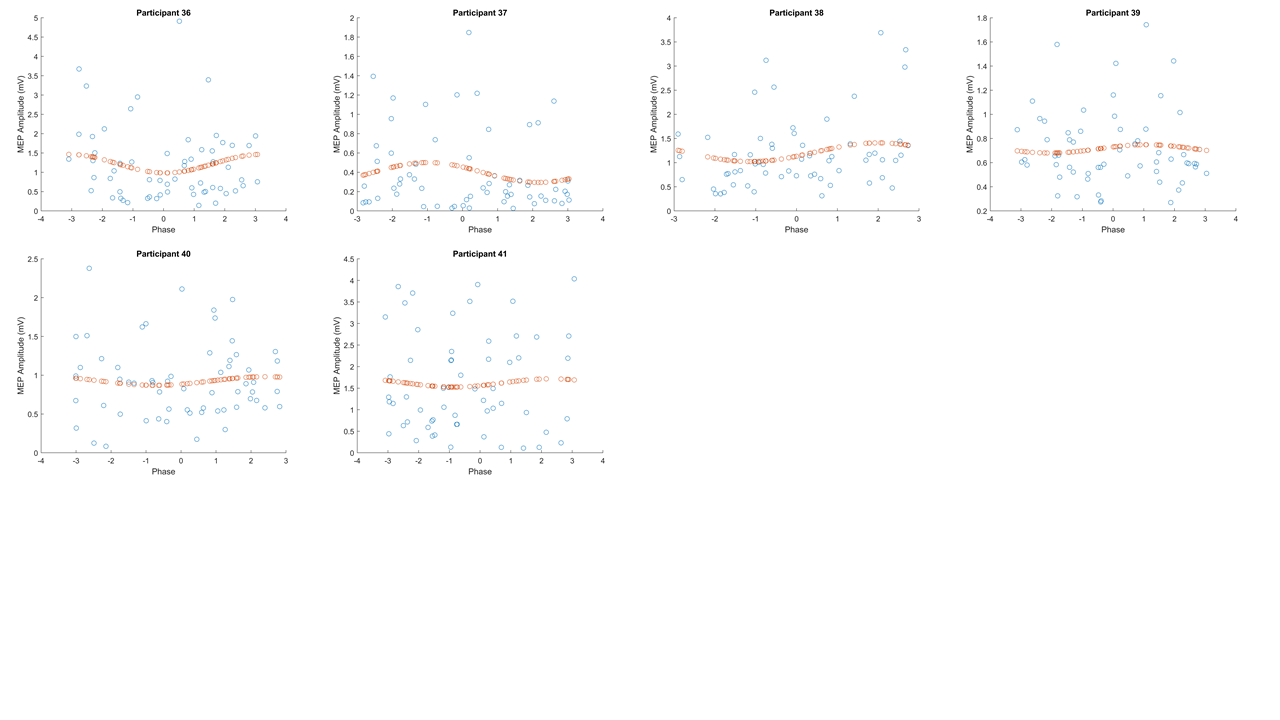 Participant 36
5
4.5
4
3.5
3
2.5
2
1.5
1
0.5
0
MEP Amplitude (mV)
-4 -3 -2 -1 0 1 2 3 4
Phase
Participant 37
2
1.8
1.6
1.4
1.2
1
0.8
0.6
0.4
0.2
0
MEP Amplitude (mV)
-3 -2 -1 0 1 2 3 4
Phase
Participant 38
4
3.5
3
2.5
2
1.5
1
0.5
0
MEP Amplitude (mV)
-3 -2 -1 0 1 2 3
Phase
Participant 39
1.8
1.6
1.4
1.2
1
0.8
0.6
0.4
0.2
MEP Amplitude (mV)
-4 -3 -2 -1 0 1 2 3 4
Phase
Participant 40
2.5
2
1.5
1
0.5
0
MEP Amplitude (mV)
-4 -3 -2 -1 0 1 2 3
Phase
Participant 41
4.5
4
3.5
3
2.5
2
1.5
1
0.5
0
MEP Amplitude (mV)
-4 -3 -2 -1 0 1 2 3 4
Phase